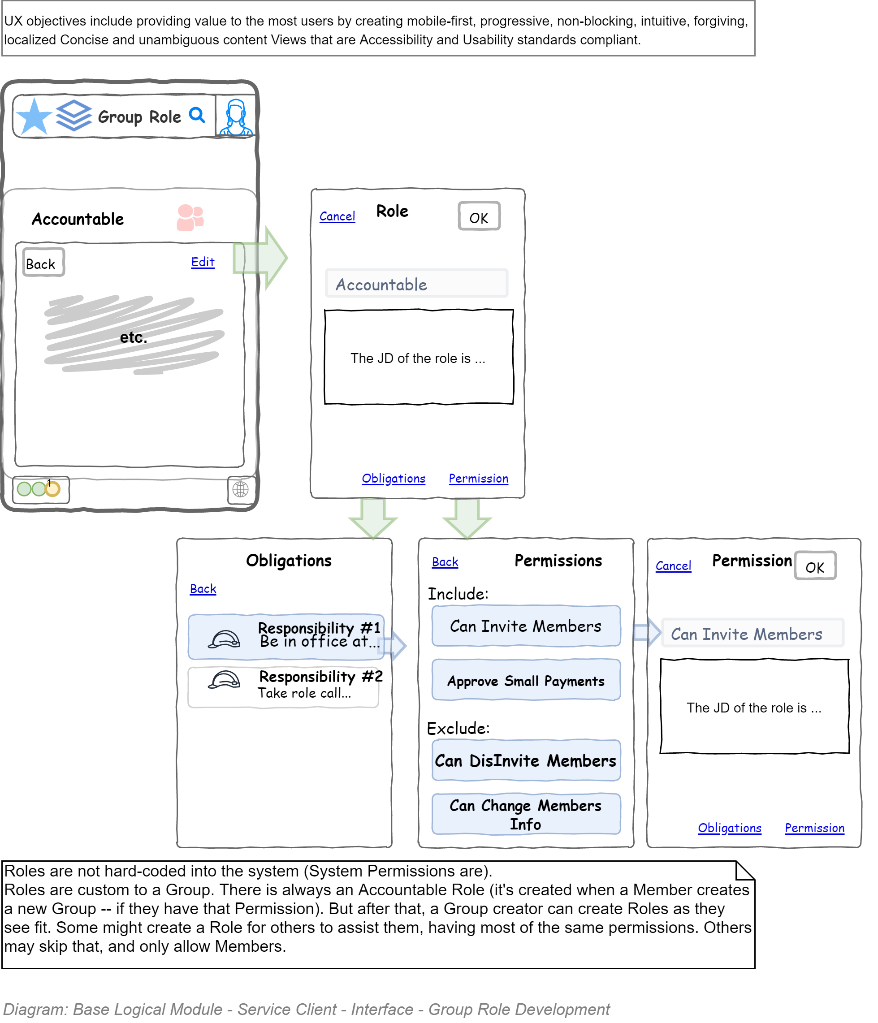 UX objectives include providing value to the most users by creating mobile-first, progressive, non-blocking, intuitive, forgiving,
localized Concise and unambiguous content Views that are Accessibility and Usability standards compliant.
Group Role
Accountable
Back
Edit
etc.
1
Cancel
Role
OK
Accountable
The JD of the role is ...
Obligations
Permission
Obligations
Back
Responsibility #1
Be in office at...
Responsibility #2
Take role call...
Back
Permissions
Include:
Can Invite Members
Approve Small Payments
Exclude:
Can DisInvite Members
Can Change Members
Info
Cancel
Permission
OK
Can Invite Members
The JD of the role is ...
Obligations
Permission
Roles are not hard-coded into the system (System Permissions are).
Roles are custom to a Group. There is always an Accountable Role (it's created when a Member creates
a new Group -- if they have that Permission). But after that, a Group creator can create Roles as they
see fit. Some might create a Role for others to assist them, having most of the same permissions. Others
may skip that, and only allow Members.
Diagram: Base Logical Module - Service Client - Interface - Group Role Development